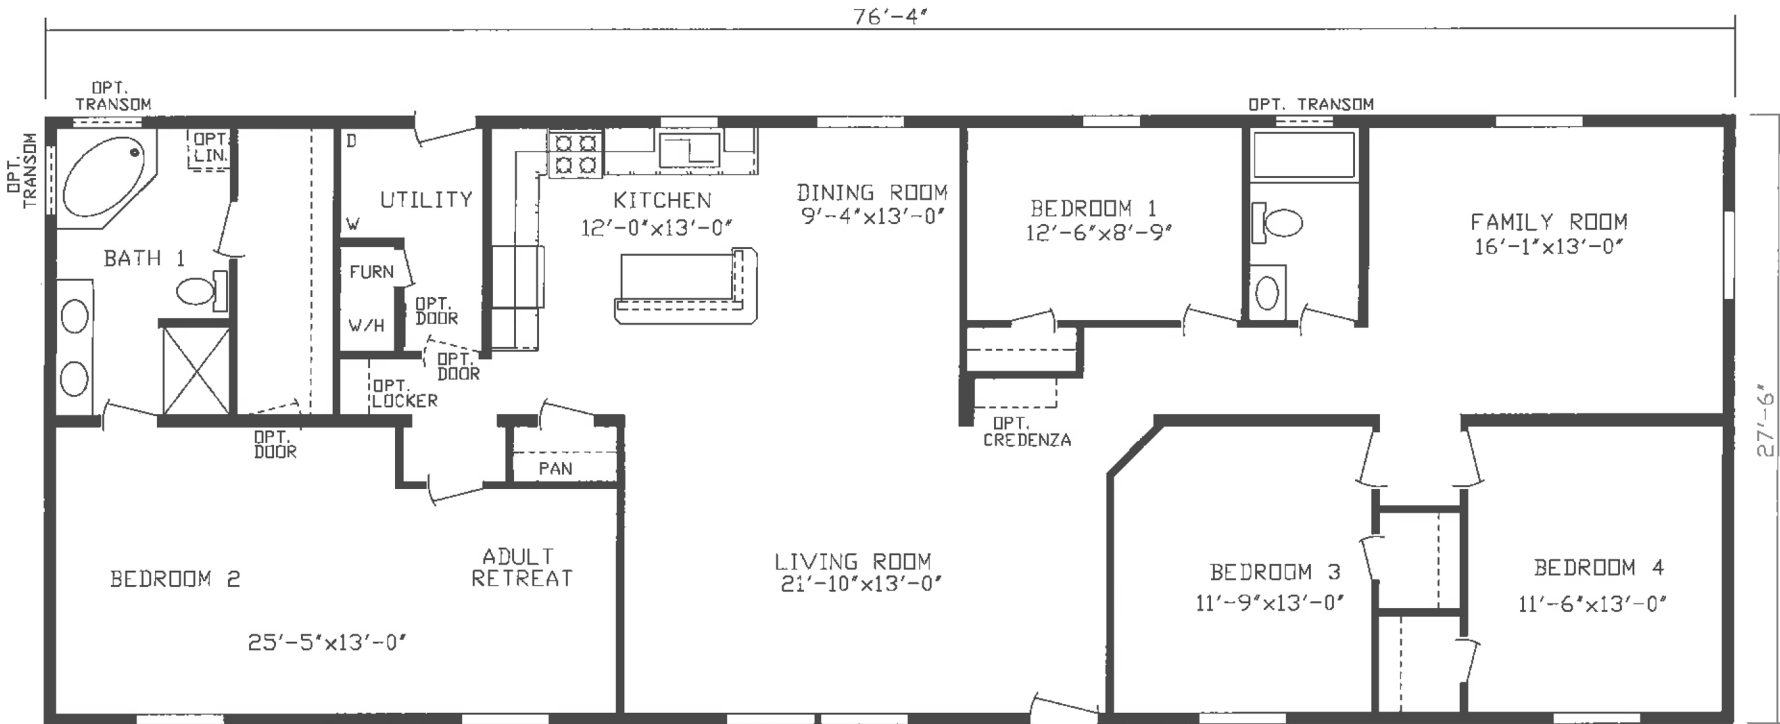 76'-4"
OPT.
TRANSOM
OPT. TRANSOM
OPT.
TRANSOM
OPT.
LIN.
D
UTILITY
W
KITCHEN
12'-0"x13'-0"
DINING ROOM
9'-4"x13'-0"
BEDROOM 1
12'-6"x8'-9"
FAMILY ROOM
16'-1"x13'-0"
BATH 1
FURN
W/H
OPT.
DOOR
OPT.
DOOR
OPT.
LOCKER
OPT.
DOOR
PAN
OPT.
CREDENZA
27'-6"
BEDROOM 2
ADULT
RETREAT
25'-5"x13'-0"
LIVING ROOM
21'-10"x13'-0"
BEDROOM 3
11'-9"x13'-0"
BEDROOM 4
11'-6"x13'-0"